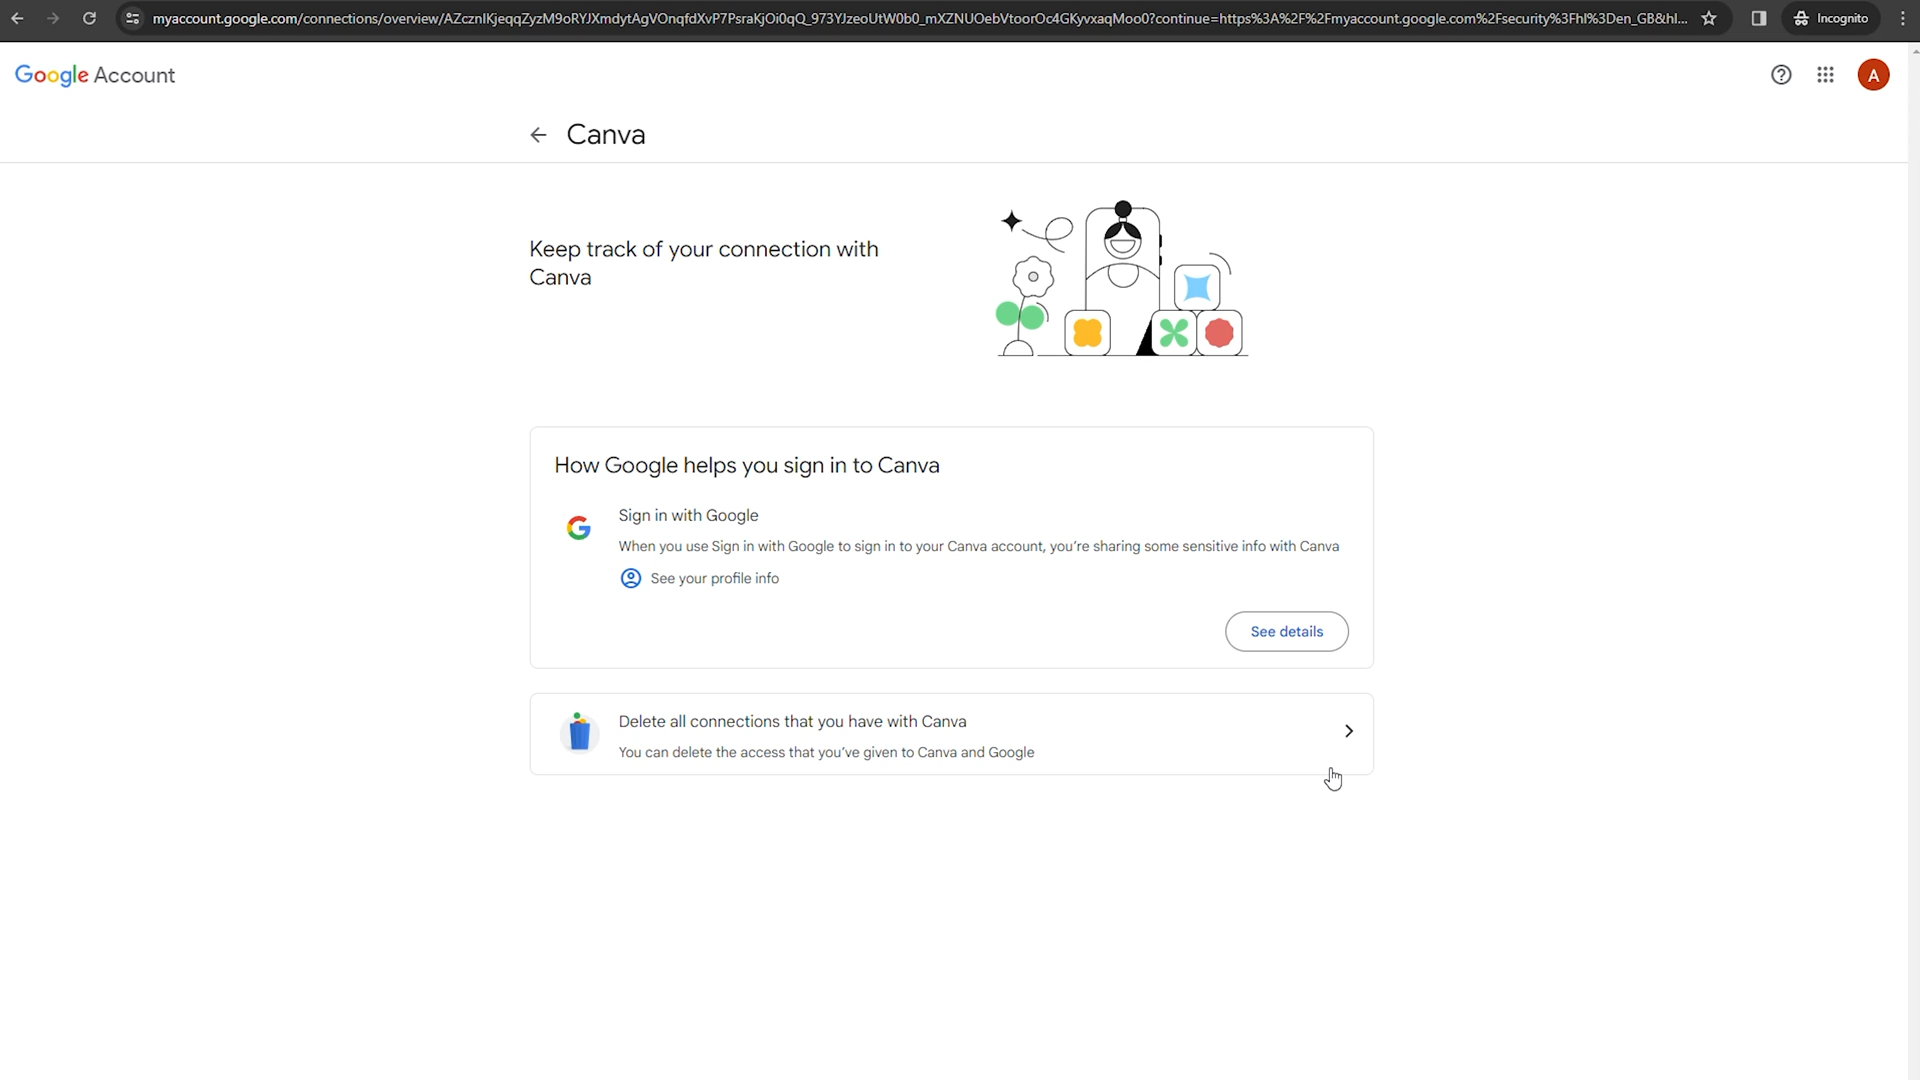 myaccount.google.com/connections/overview/AZcznIKjeqqZyzM9oRYJXmdytAgVOnqfdXvP7PsraKjOi0qQ_973YJzeoUtW0b0_mXZNUOebVtoorOc4GKyvxaqMoo0?continue=https%3A%2F%2Fmyaccount.google.com%2Fsecurity%3Fhl%3Den_GB&hl...
Incognito
Google Account
A
Canva
Keep track of your connection with
Canva
How Google helps you sign in to Canva
Sign in with Google
When you use Sign in with Google to sign in to your Canva account, you're sharing some sensitive info with Canva
See your profile info
See details
Delete all connections that you have with Canva
You can delete the access that you've given to Canva and Google